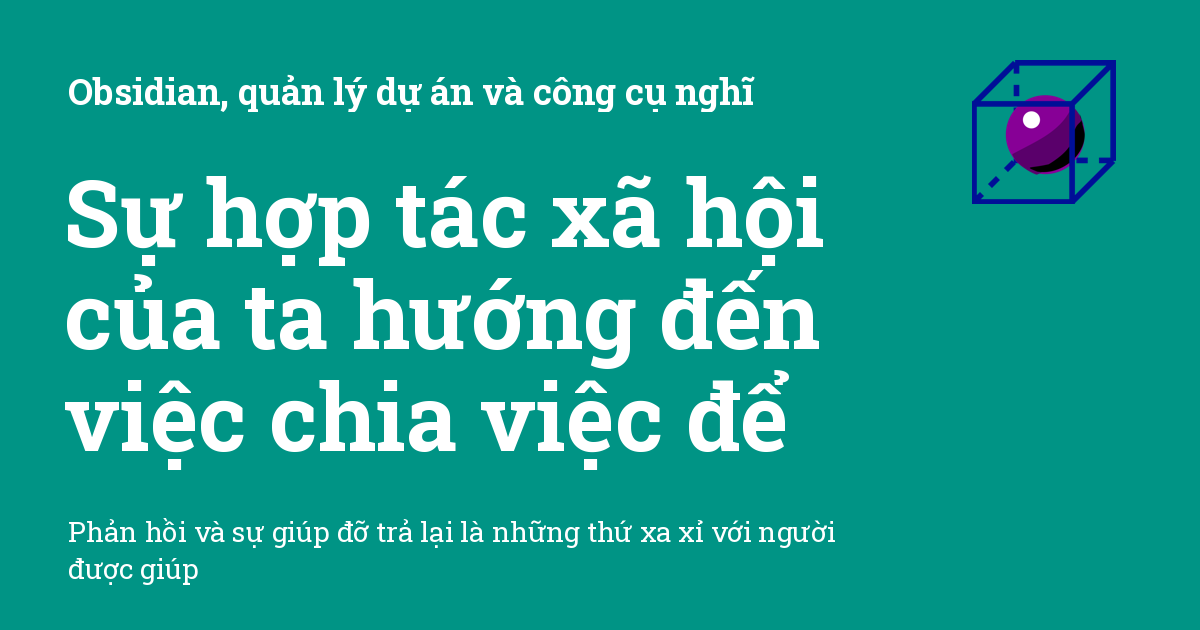 Obsidian, quản lý dự án và công cụ nghĩ
Sự hợp tác xã hội
của ta hướng đến
việc chia việc để
Phản hồi và sự giúp đỡ trả lại là những thứ xa xỉ với người
được giúp